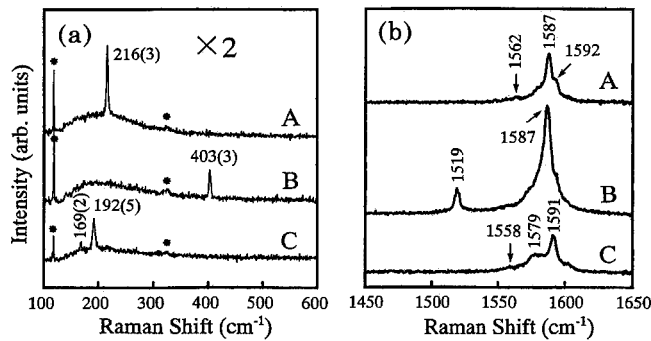 (a)
×2
216(3)
A
403(3)
B
169(2)
192(5)
C
* * * * * *
100 200 300 400 500 600
Raman Shift (cm-1)
Intensity (arb. units)
(b)
1562
1587
1592
A
1519
1587
B
1558
1579
1591
C
1450 1500 1550 1600 1650
Raman Shift (cm-1)